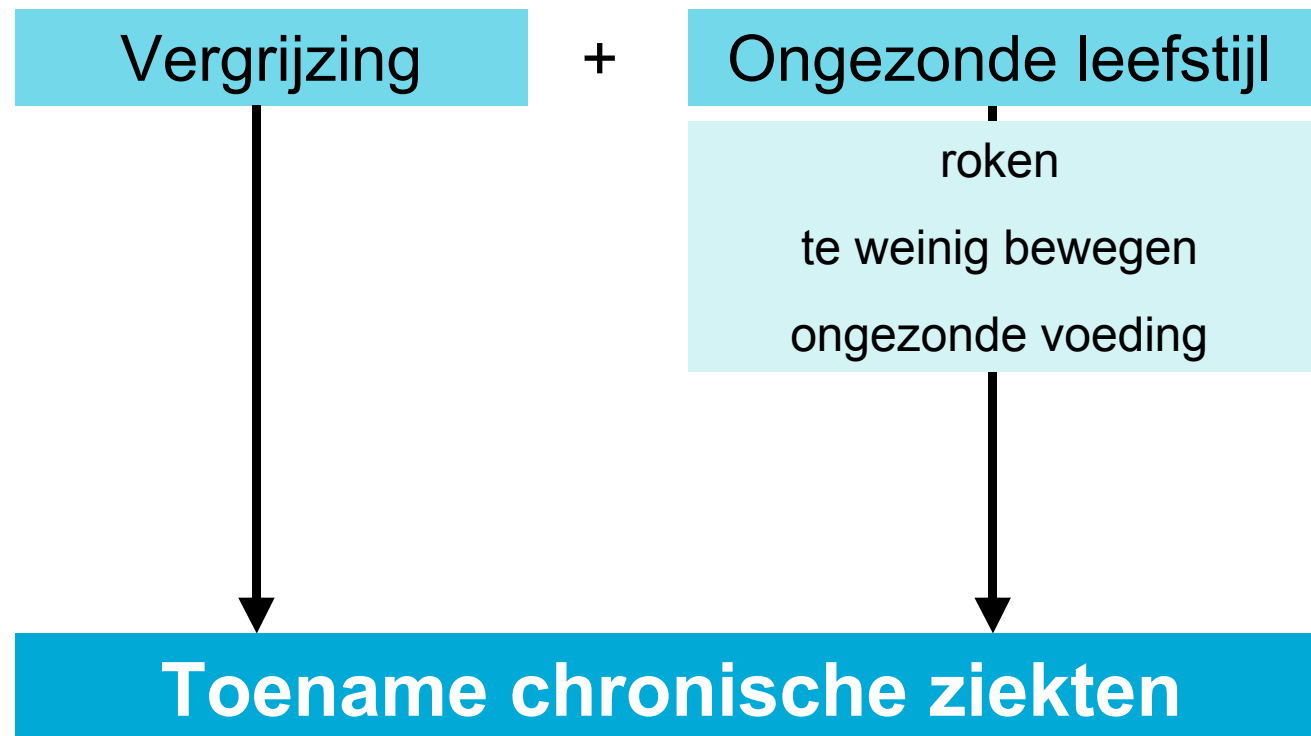 Vergrijzing + Ongezonde leefstijl
roken
te weinig bewegen
ongezonde voeding
Toename chronische ziekten